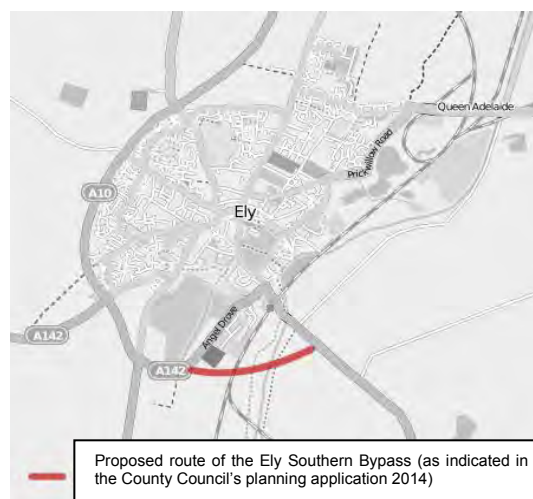 Queen Adelaide
Prickwillow Road
A10
Ely
Angel Drove
A142
A142
Proposed route of the Ely Southern Bypass (as indicated in
the County Council's planning application 2014)